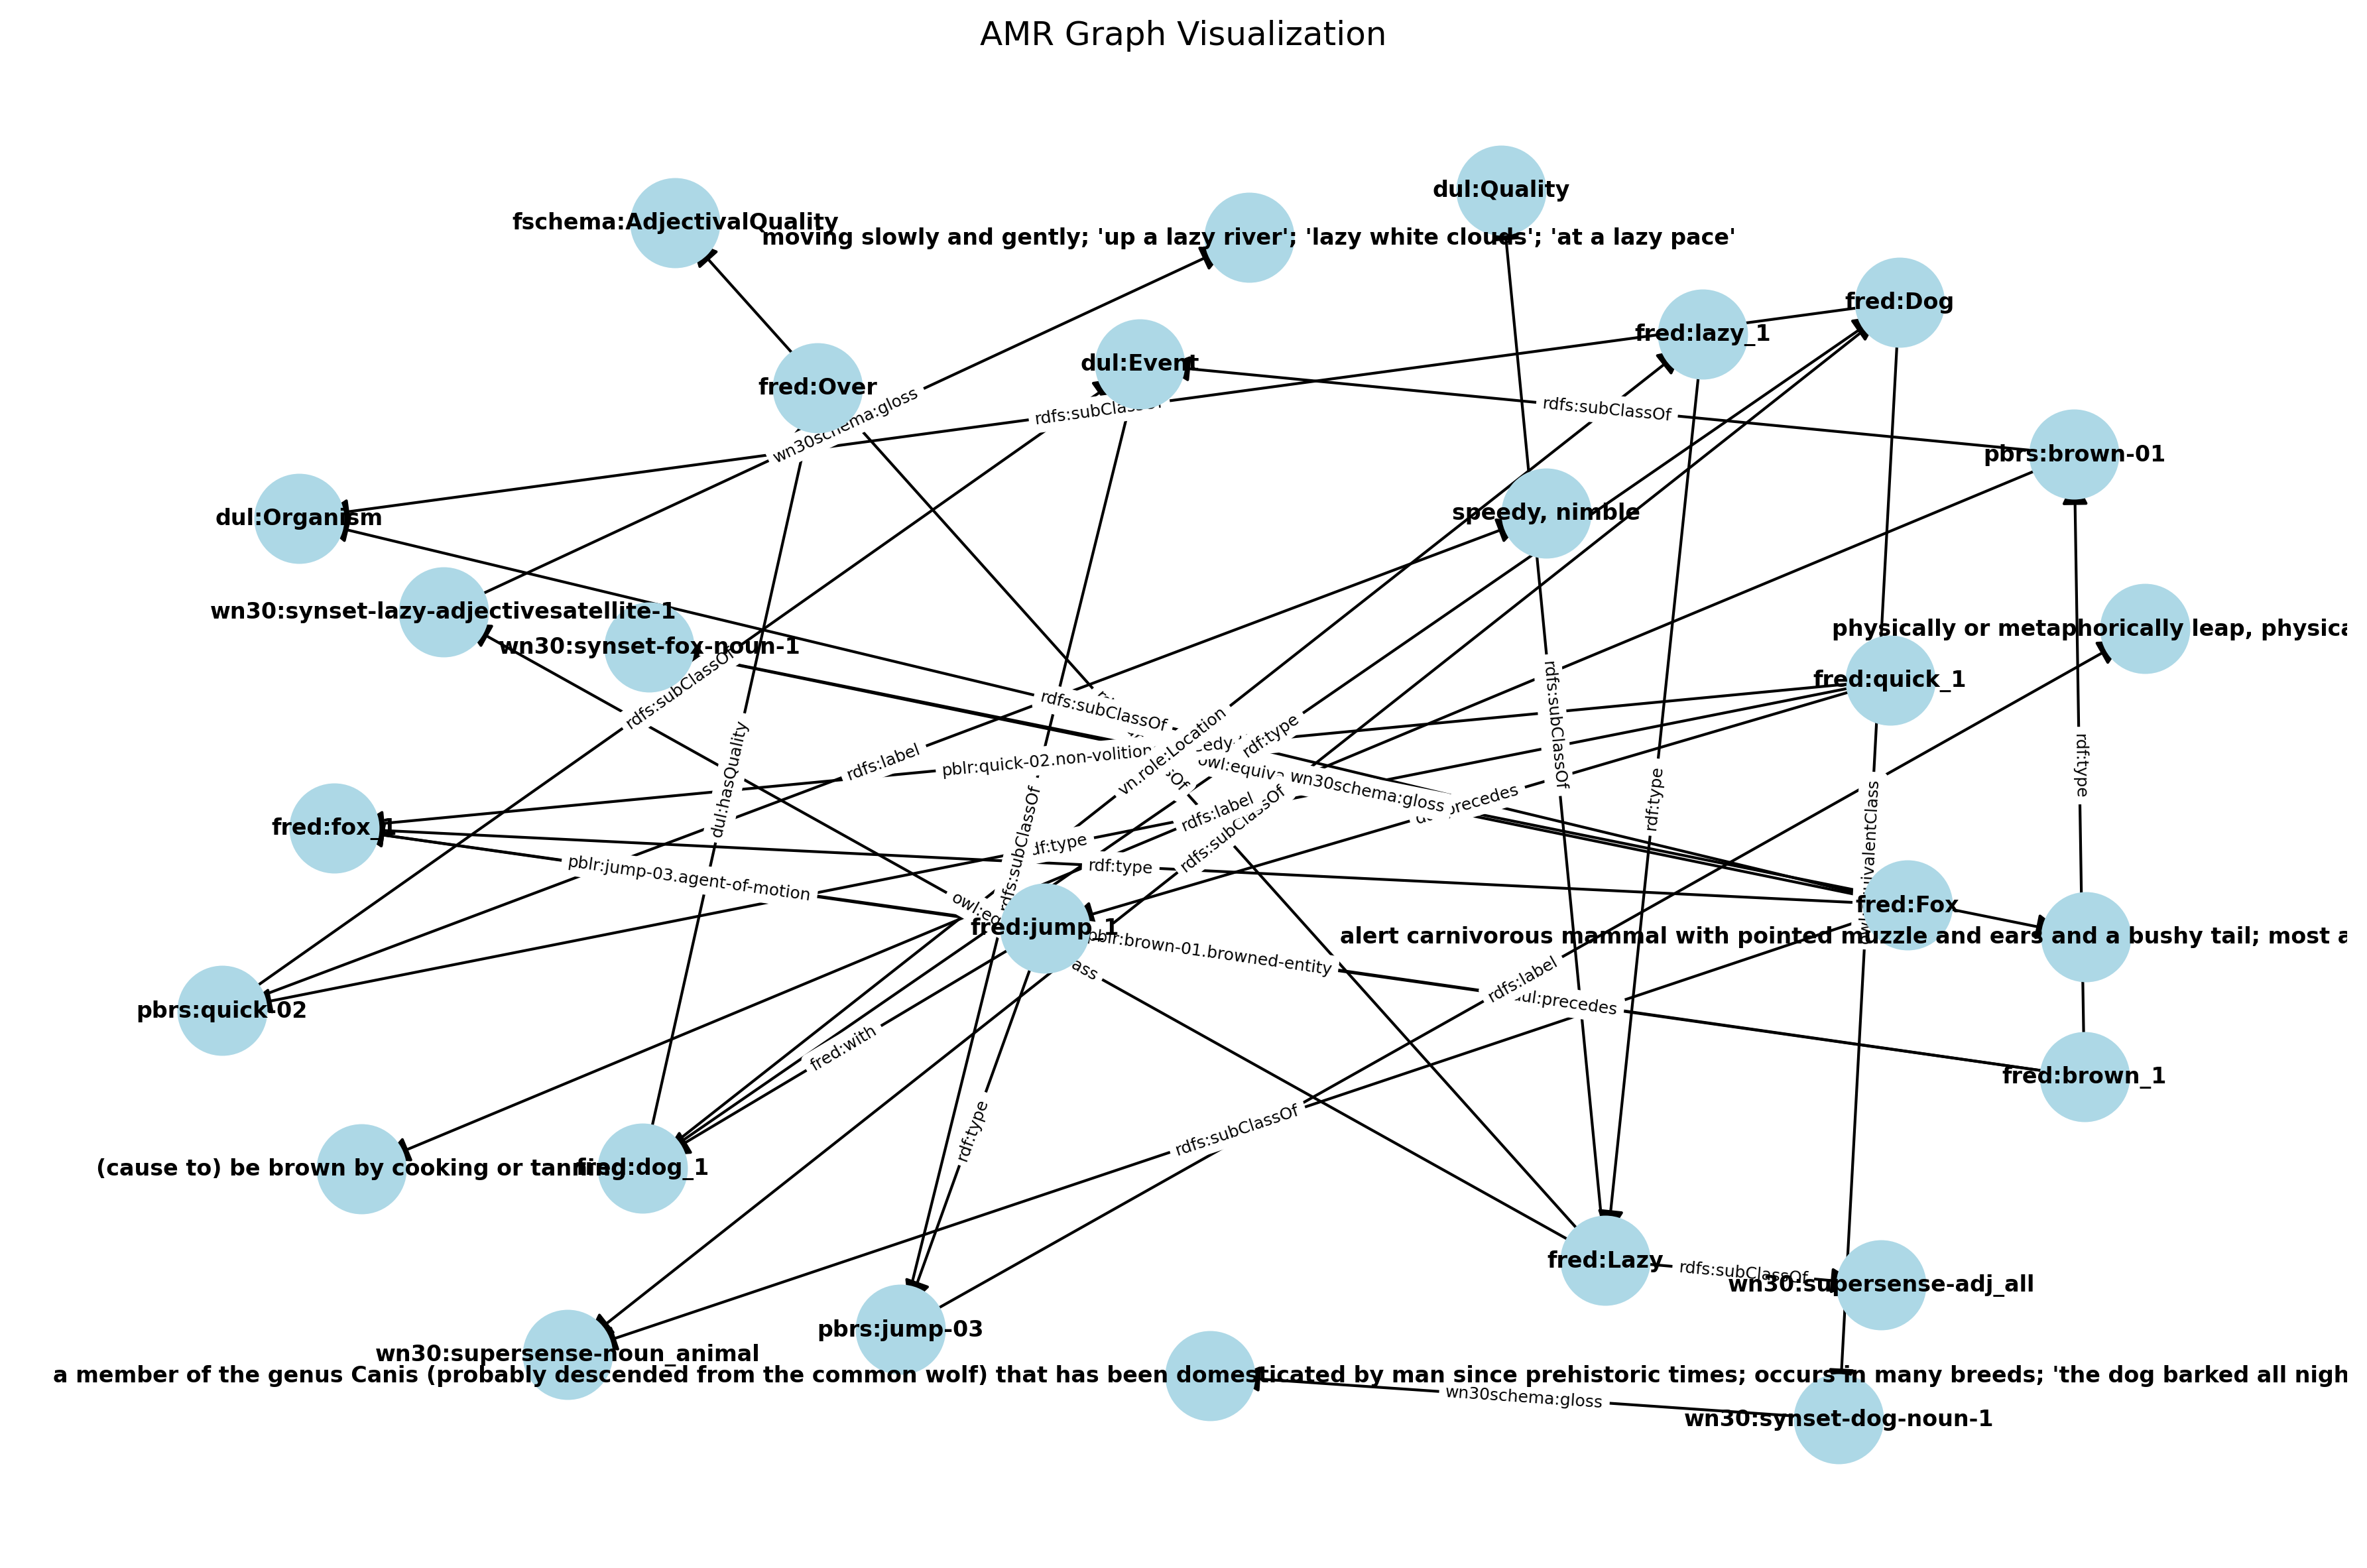 AMR Graph Visualization
dul:Quality
fschema:AdjectivalQuality
moving slowly and gently; 'up a lazy river'; 'lazy white clouds'; 'at a lazy pace'
fred:Dog
fred:lazy_1
dul:Event
fred:Over
rdfs:subClassOf
rdfs:subClassOf
wn30schema:gloss
pbrs:brown-01
speedy, nimble
dul:Organism
wn30:synset-lazy-adjectivesatellite-1
physically or metaphorically leap, physica
wn30:synset-fox-noun-1
rdfs:subClassOf
fred:quick_1
rdfs:subClassOf
rdfs:subClassOf
vn.role:Location
rdf:type
rdf:type
pblr:quick-02.non-volition
rdfs:label
dul:hasQuality
wn30schema:gloss
rdf:type
precedes
rdfs:label
rdfs:subClassOf
fred:fox_1
rdf:type
rdf:type
pblr:jump-03.agent-of-motion
rdfs:subClassOf
fred:Fox
fred:jump_1
alert carnivorous mammal with pointed muzzle and ears and a bushy tail; most a
pblr:brown-01.browned-entity
rdfs:label
dul:precedes
pbrs:quick-02
fred:with
fred:brown_1
rdf:type
rdfs:subClassOf
(cause to) be brown by cooking or tanning
fred:dog_1
fred:Lazy
rdfs:subClassOf
wn30:supersense-adj_all
pbrs:jump-03
wn30:supersense-noun_animal
a member of the genus Canis (probably descended from the common wolf) that has been domesticated by man since prehistoric times; occurs in many breeds; 'the dog barked all nigh
wn30schema:gloss
wn30:synset-dog-noun-1